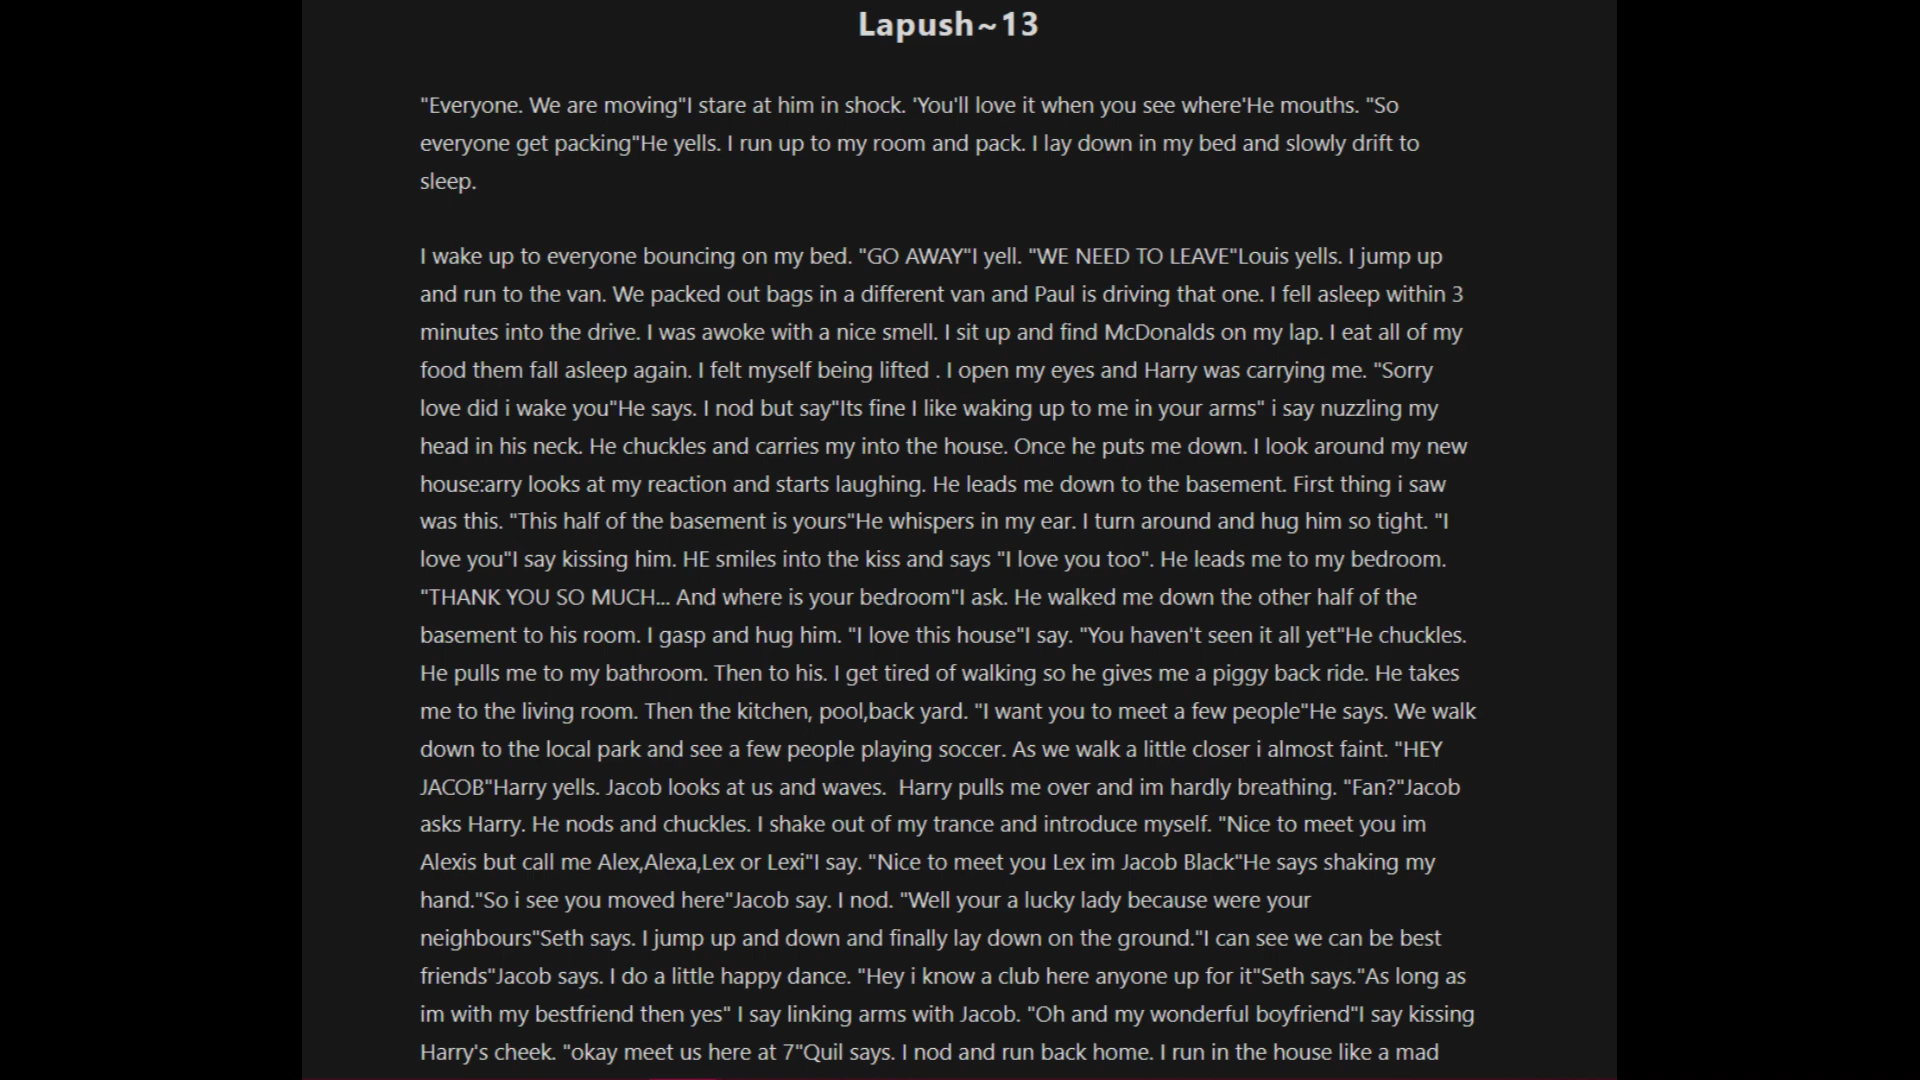 Lapush~13
"Everyone. We are moving"I stare at him in shock. 'You'll love it when you see where'He mouths. "So
everyone get packing"He yells. I run up to my room and pack. I lay down in my bed and slowly drift to
sleep.
I wake up to everyone bouncing on my bed. "GO AWAY"I yell. "WE NEED TO LEAVE"Louis yells. I jump up
and run to the van. We packed out bags in a different van and Paul is driving that one. I fell asleep within 3
minutes into the drive. I was awoke with a nice smell. I sit up and find McDonalds on my lap. I eat all of my
food them fall asleep again. I felt myself being lifted . I open my eyes and Harry was carrying me. "Sorry
love did i wake you"He says. I nod but say"Its fine I like waking up to me in your arms" i say nuzzling my
head in his neck. He chuckles and carries my into the house. Once he puts me down. I look around my new
house:arry looks at my reaction and starts laughing. He leads me down to the basement. First thing i saw
was this. "This half of the basement is yours"He whispers in my ear. I turn around and hug him so tight. "I
love you"I say kissing him. HE smiles into the kiss and says "I love you too". He leads me to my bedroom.
"THANK YOU SO MUCH... And where is your bedroom"I ask. He walked me down the other half of the
basement to his room. I gasp and hug him. "I love this house"I say. "You haven't seen it all yet"He chuckles.
He pulls me to my bathroom. Then to his. I get tired of walking so he gives me a piggy back ride. He takes
me to the living room. Then the kitchen, pool,back yard. "I want you to meet a few people"He says. We walk
down to the local park and see a few people playing soccer. As we walk a little closer i almost faint. "HEY
JACOB"Harry yells. Jacob looks at us and waves.  Harry pulls me over and im hardly breathing. "Fan?"Jacob
asks Harry. He nods and chuckles. I shake out of my trance and introduce myself. "Nice to meet you im
Alexis but call me Alex,Alexa,Lex or Lexi"I say. "Nice to meet you Lex im Jacob Black"He says shaking my
hand."So i see you moved here"Jacob say. I nod. "Well your a lucky lady because were your
neighbours"Seth says. I jump up and down and finally lay down on the ground."I can see we can be best
friends"Jacob says. I do a little happy dance. "Hey i know a club here anyone up for it"Seth says."As long as
im with my bestfriend then yes" I say linking arms with Jacob. "Oh and my wonderful boyfriend"I say kissing
Harry's cheek. "okay meet us here at 7"Quil says. I nod and run back home. I run in the house like a mad